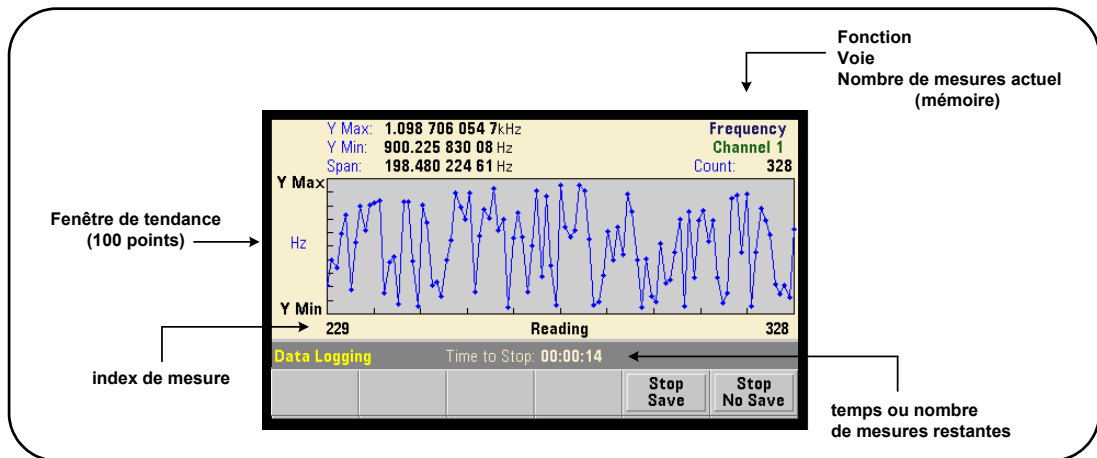 Fonction
Voie
Nombre de mesures actuel
(mémoire)
Y Max: 1.098 706 054 7kHz
Frequency
Y Min: 900.225 830 08 Hz
Channel 1
Span: 198.480 224 61 Hz
Count: 328
Y Max
Fenêtre de tendance
(100 points)
Hz
Y Min
229
Reading
328
Data Logging
Time to Stop: 00:00:14
index de mesure
Stop
Save
Stop
No Save
temps ou nombre
de mesures restantes